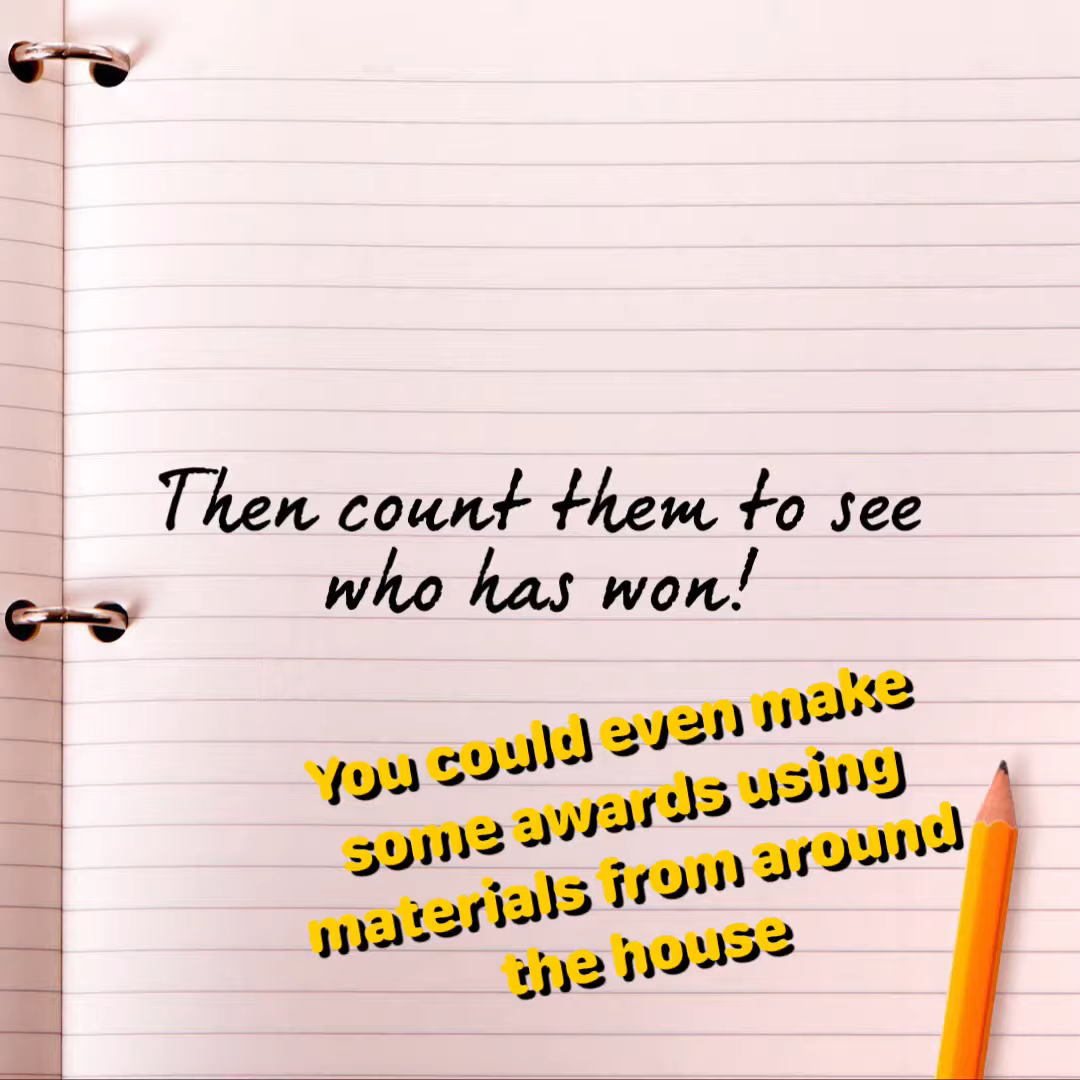 Then count them to see
who has won!
You could even make
some awards using
materials from around
the house